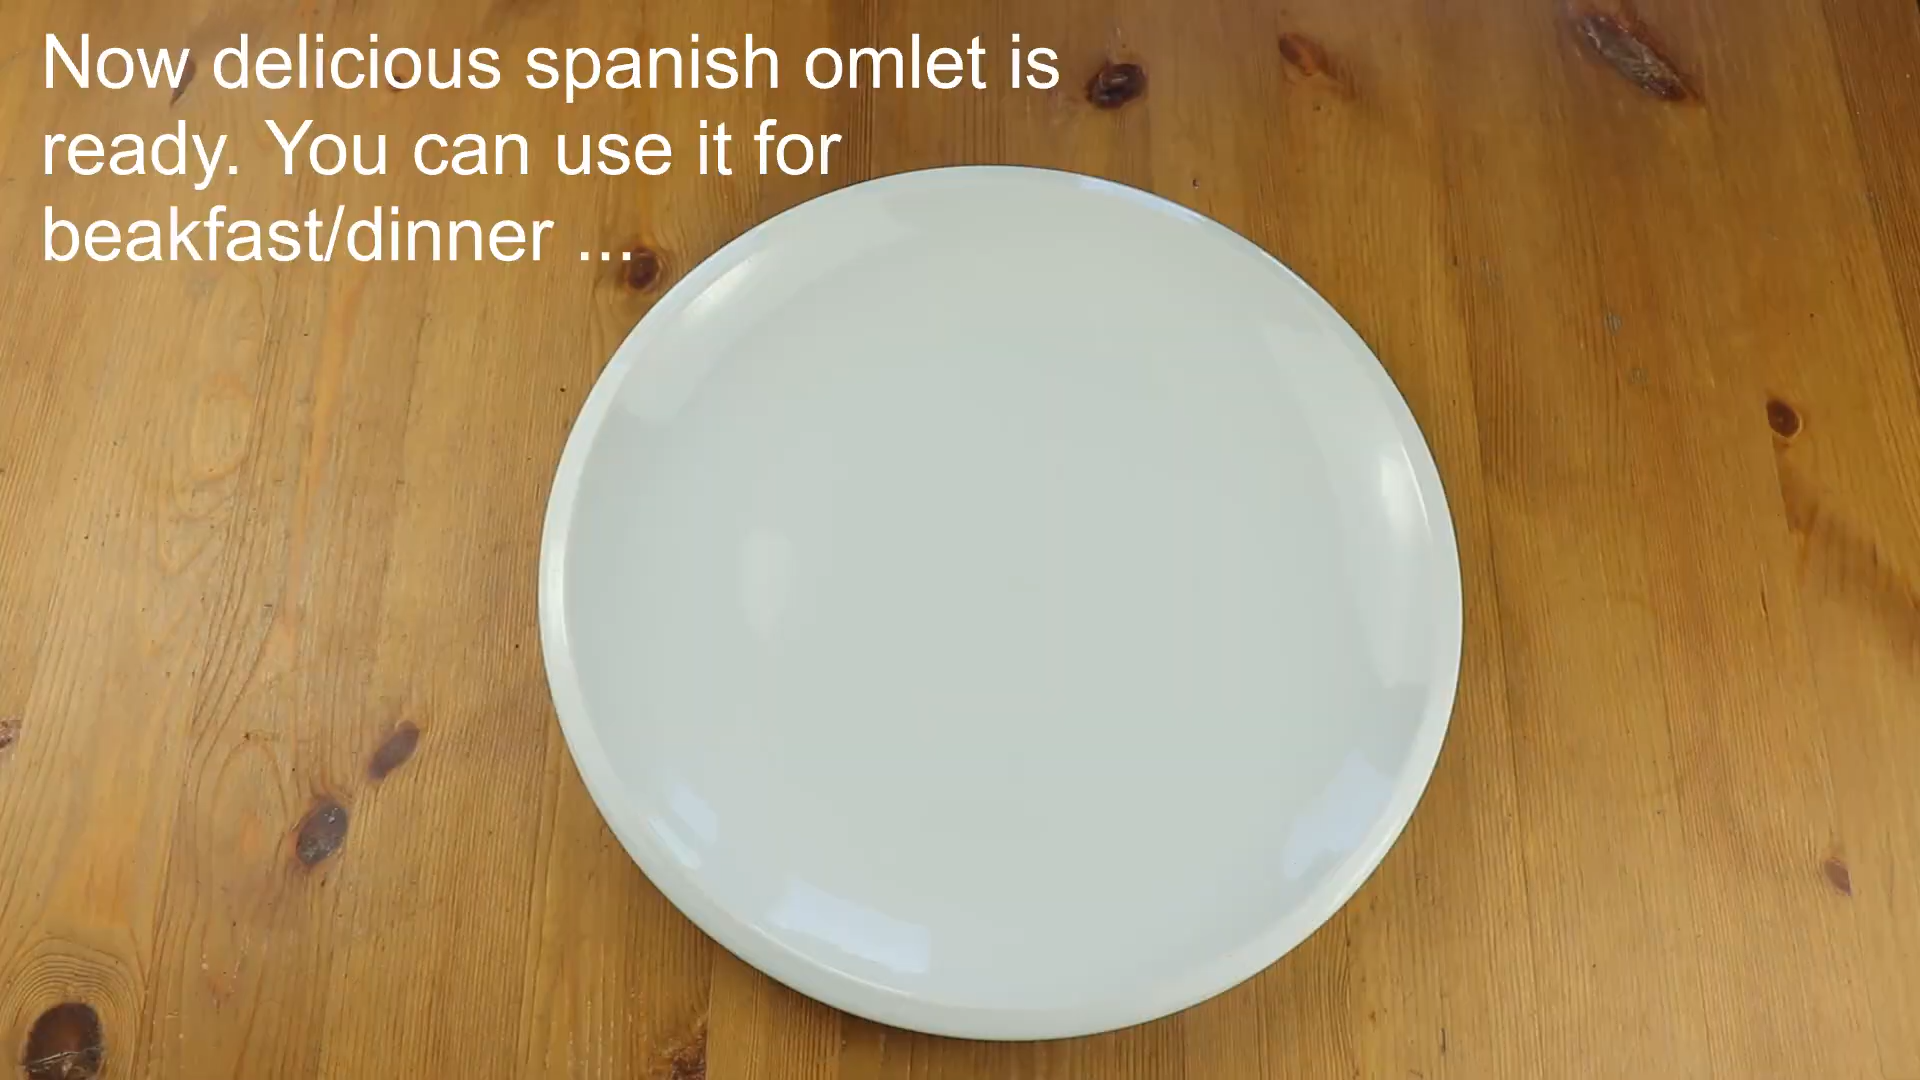 Now delicious spanish omlet is
ready. You can use it for
beakfast/dinner ...